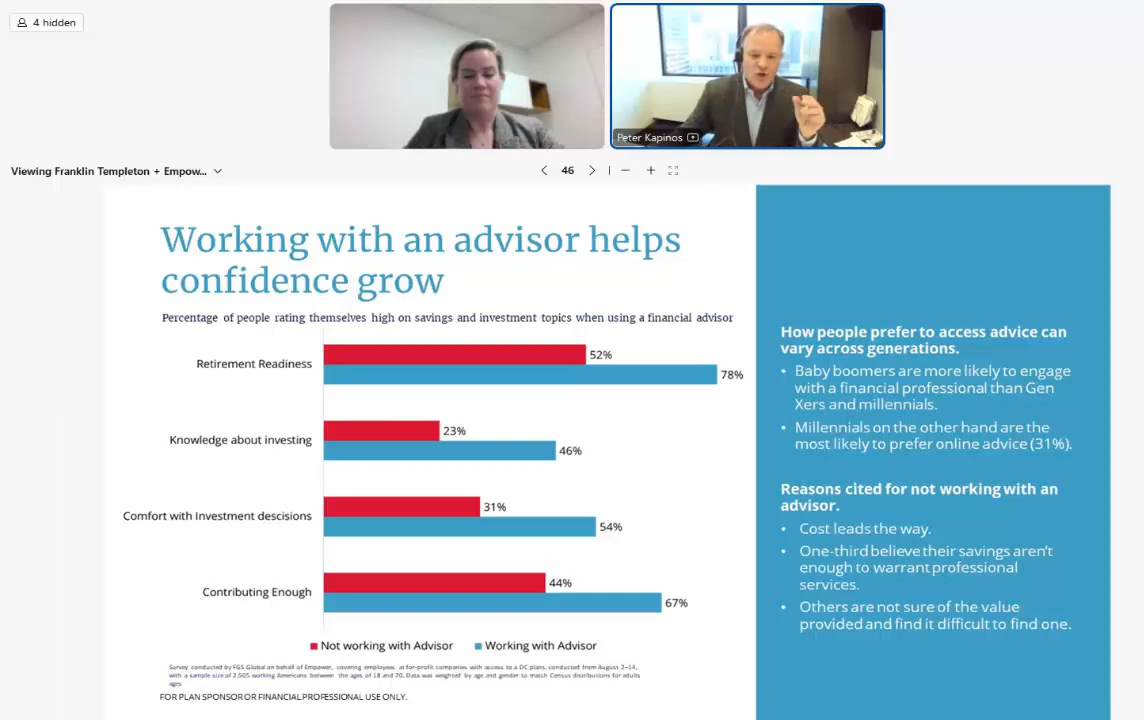 4 hidden
Peter Kapinos
Viewing Franklin Templeton + Empow...
46
Working with an advisor helps
confidence grow
Percentage of people rating themselves high on savings and investment topics when using a financial advisor
Retirement Readiness
52%
78%
Knowledge about investing
23%
46%
Comfort with Investment descisions
31%
54%
Contributing Enough
44%
67%
Not working with Advisor
Working with Advisor
Survey conducted by FGS Global on behalf of Empower, covering employees at for-profit companies with access to a DC plans, conducted from August 2–14,
with a sample size of 2,505 working Americans between the ages of 18 and 70. Data was weighted by age and gender to match Census distributions for adults
ages
FOR PLAN SPONSOR OR FINANCIAL PROFESSIONAL USE ONLY.
How people prefer to access advice can
vary across generations.
• Baby boomers are more likely to engage
with a financial professional than Gen
Xers and millennials.
• Millennials on the other hand are the
most likely to prefer online advice (31%).
Reasons cited for not working with an
advisor.
• Cost leads the way.
• One-third believe their savings aren't
enough to warrant professional
services.
• Others are not sure of the value
provided and find it difficult to find one.